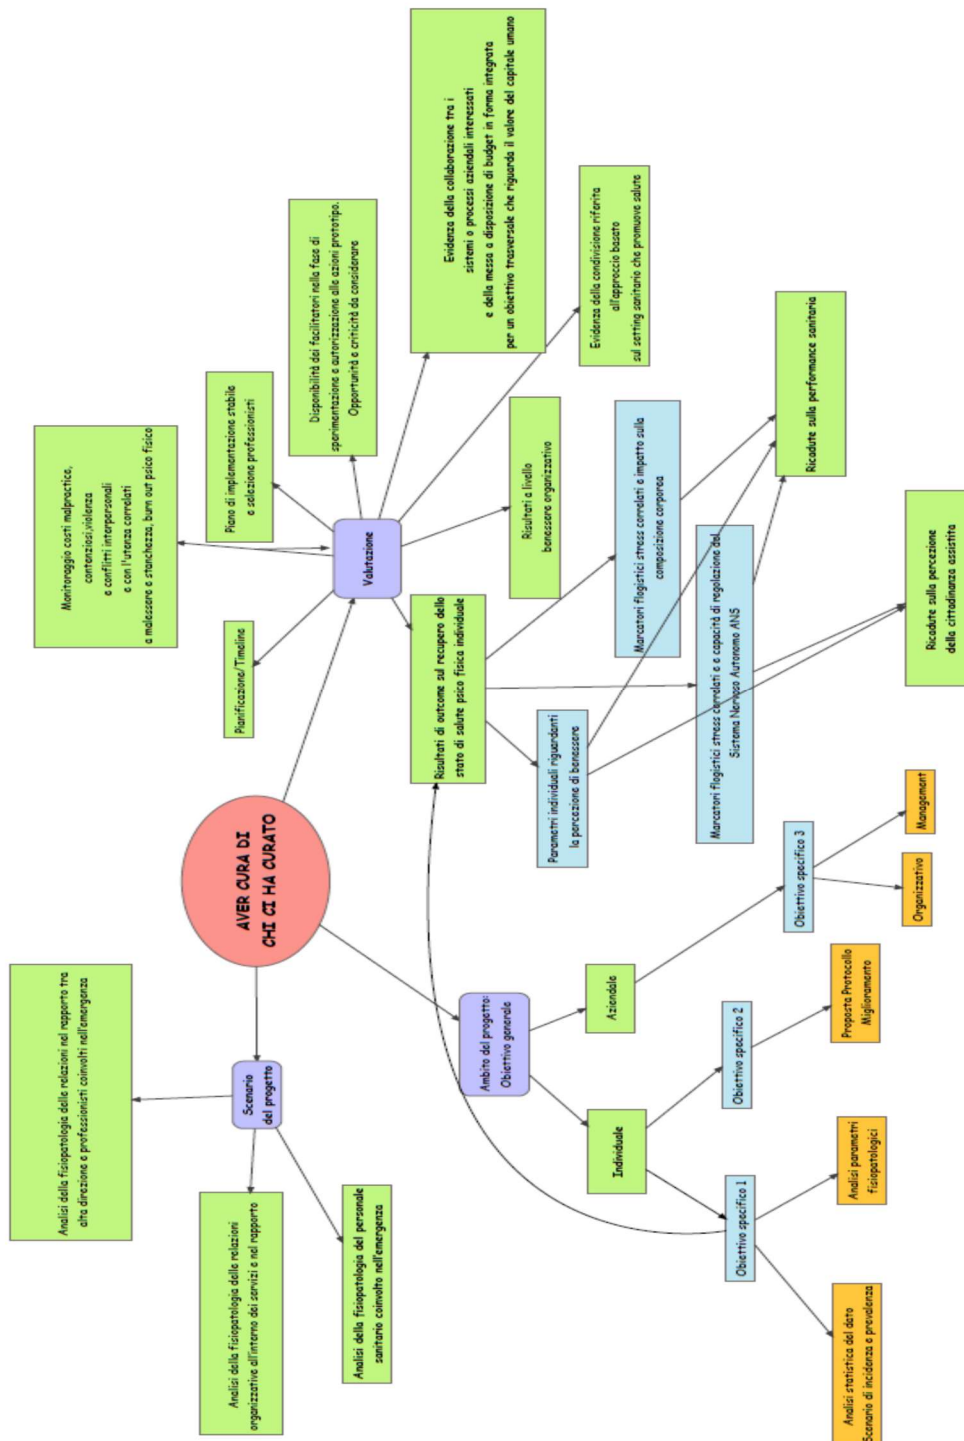 AVER CURA DI
CHI CI HA CURATO
Scenario
del progetto
Analisi della fisiopatologia delle relazioni nel rapporto tra
alta direzione e professionisti coinvolti nell'emergenza
Analisi della fisiopatologia delle relazioni
organizzative all'interno dei servizi e nel rapporto
Analisi della fisiopatologia del personale
sanitario coinvolto nell'emergenza
Ambito del progetto:
Obiettivo generale
Individuale
Aziendale
Obiettivo specifico 1
Obiettivo specifico 2
Obiettivo specifico 3
Analisi statistica del dato
Scenario di incidenza e prevalenza
Analisi parametri
fisiopatologici
Proposta Protocollo
Miglioramento
Organizzativo
Management
Valutazione
Pianificazione/Timeline
Monitoraggio costi malpractice,
contenziosi,violenza
e conflitti interpersonali
e con l'utenza correlati
a malessere e stanchezza, burn out psico fisico
Piano di implementazione stabile
e selezione professionisti
Disponibilità dei facilitatori nella fase di
sperimentazione e autorizzazione alle azioni prototipo.
Opportunità e criticità da considerare
Evidenza della collaborazione tra i
sistemi o processi aziendali interessati
e della messa a disposizione di budget in forma integrata
per un obiettivo trasversale che riguarda il valore del capitale umano
Evidenza della condivisione riferita
all'approccio basato
sul setting sanitario che promuove salute
Risultati a livello
benessere organizzativo
Risultati di outcome sul recupero dello
stato di salute psico fisica individuale
Parametri individuali riguardanti
la percezione di benessere
Marcatori flogistici stress correlati e impatto sulla
composizione corporea
Marcatori flogistici stress correlati e e capacità di regolazione del
Sistema Nervoso Autonomo ANS
Ricadute sulla performance sanitaria
Ricadute sulla percezione
della cittadinanza assistita